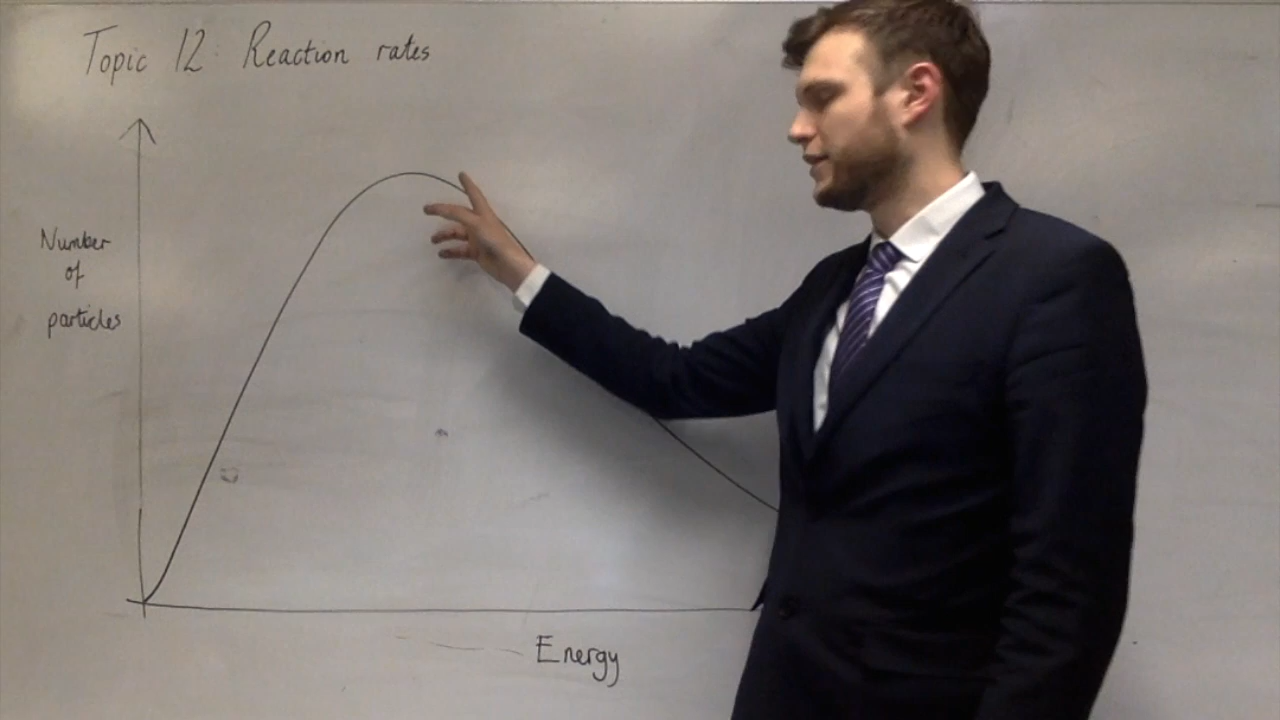 Topic 12: Reaction rates
Number
of
particles
Energy